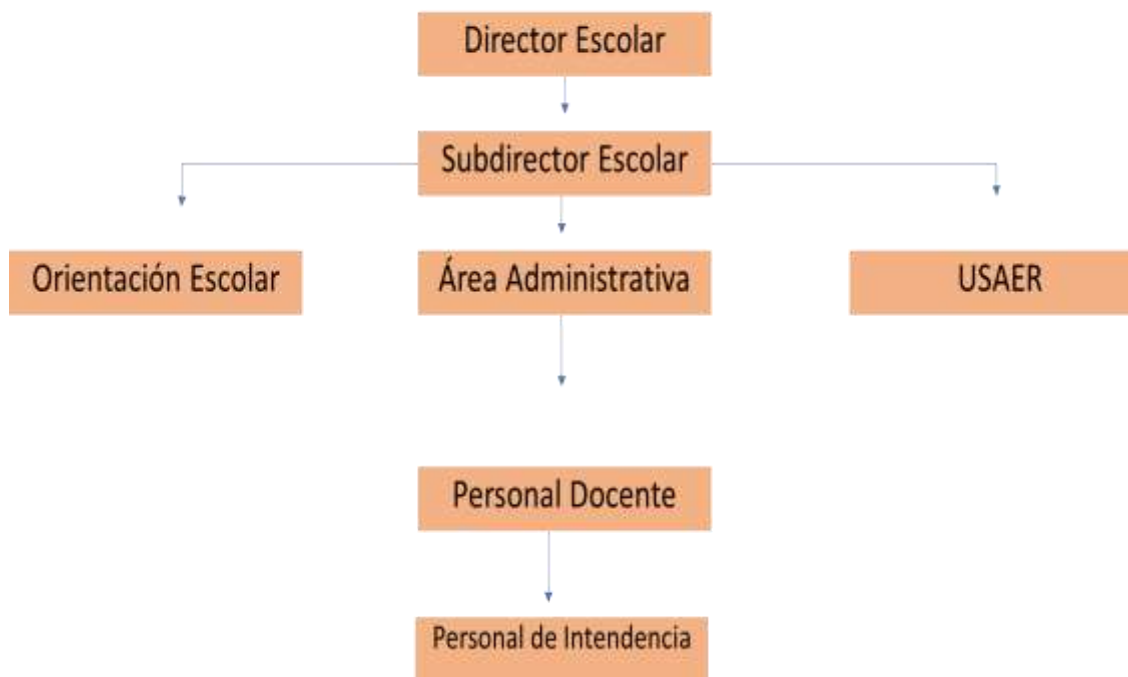 Director Escolar
Subdirector Escolar
Orientación Escolar
Área Administrativa
USAER
Personal Docente
Personal de Intendencia